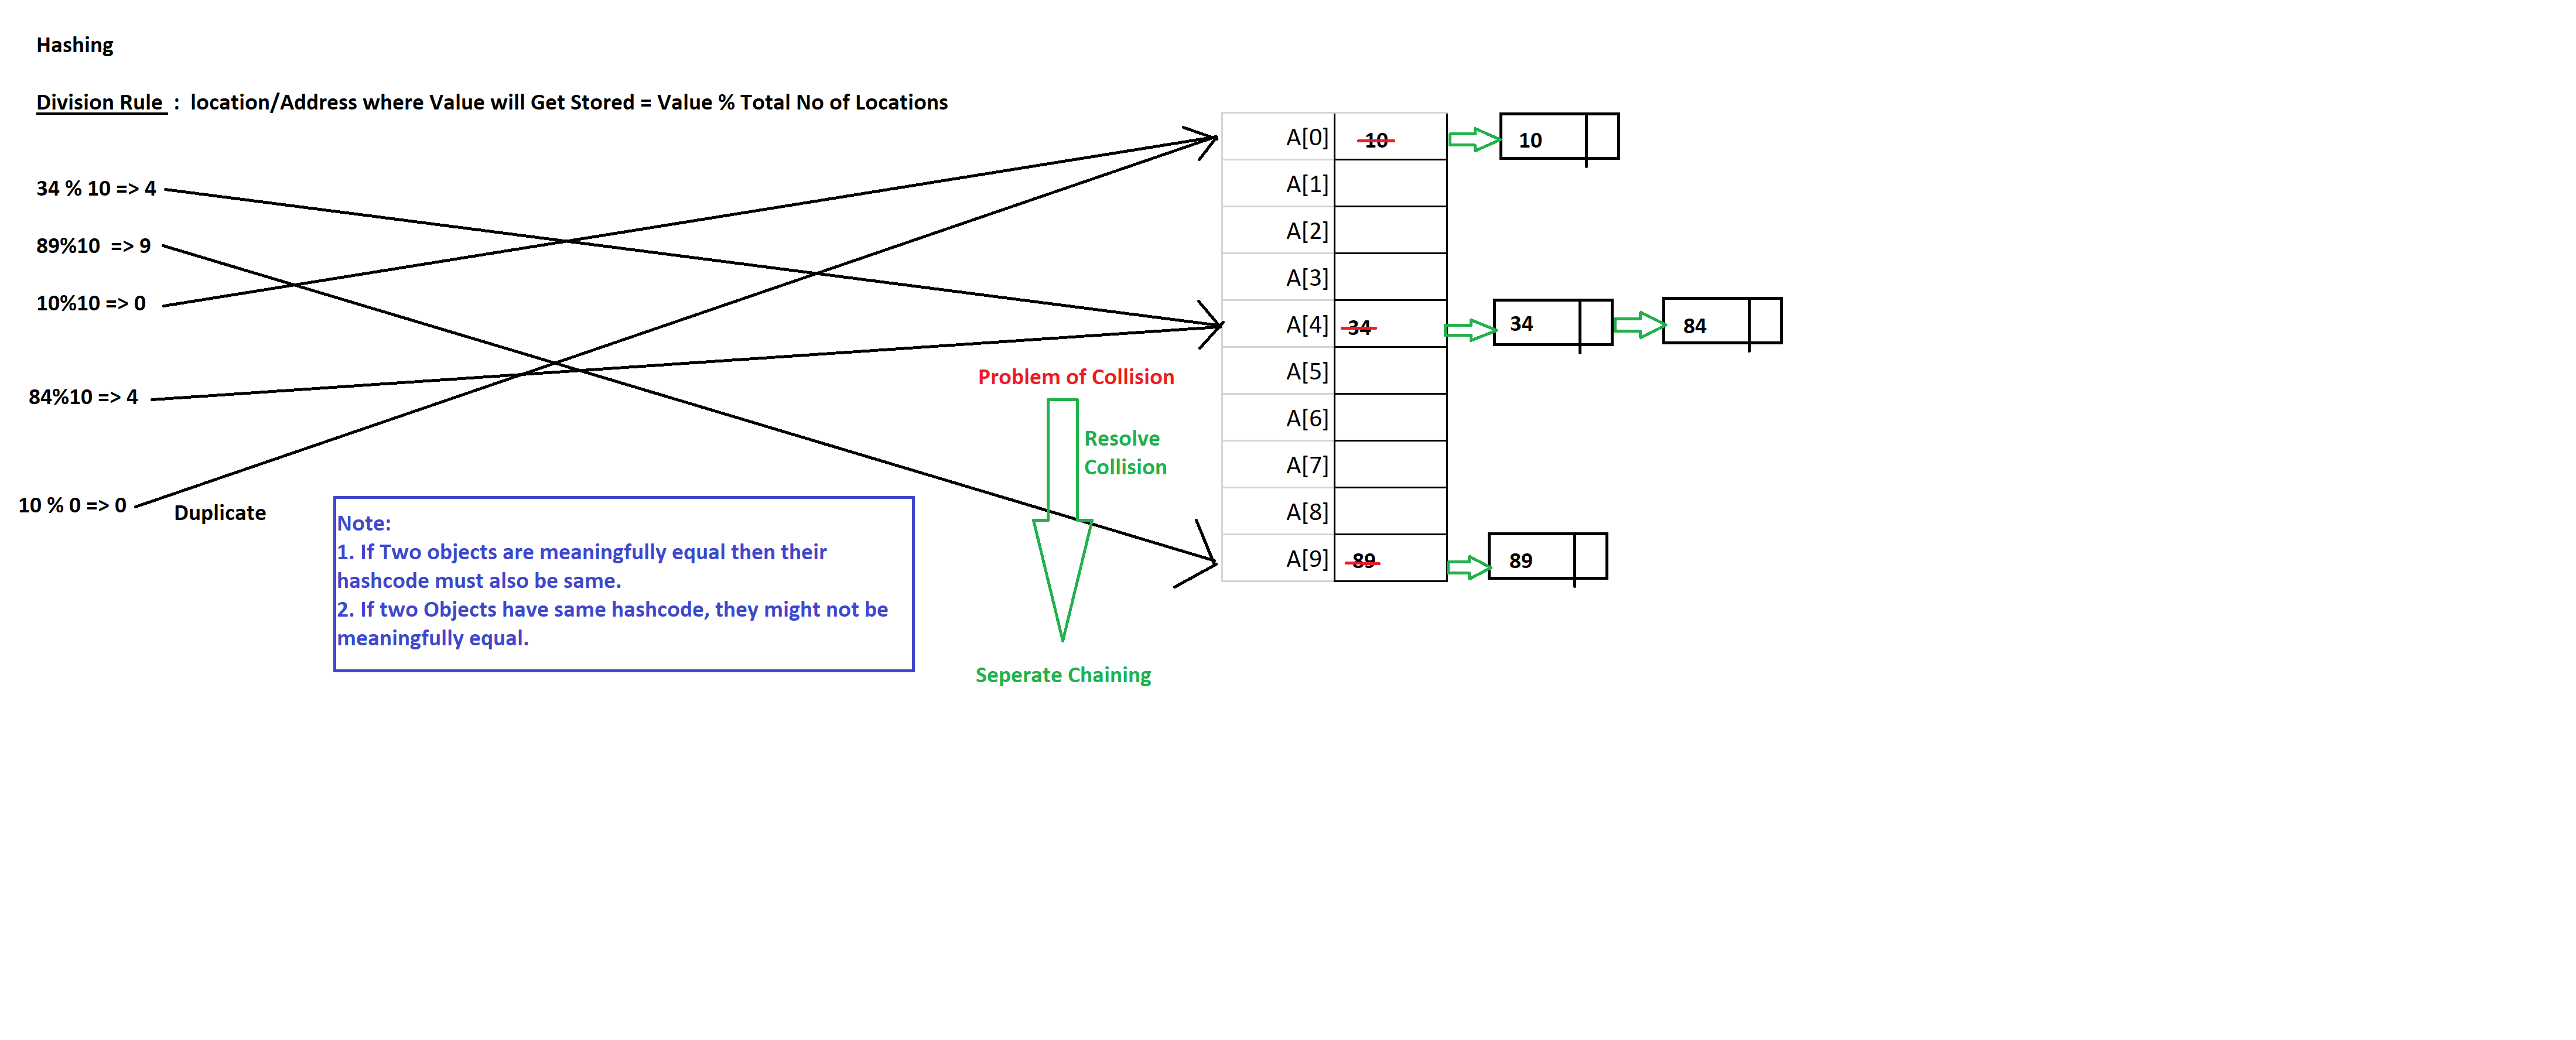 Hashing
Division Rule : location/Address where Value will Get Stored = Value % Total No of Locations
34 % 10 => 4
89%10 => 9
10%10 => 0
84%10 => 4
10 % 0 => 0
Duplicate
Note:
1. If Two objects are meaningfully equal then their
hashcode must also be same.
2. If two Objects have same hashcode, they might not be
meaningfully equal.
Problem of Collision
Resolve
Collision
Seperate Chaining
A[0] 10 10
A[1]
A[2]
A[3]
A[4] 34 34 84
A[5]
A[6]
A[7]
A[8]
A[9] 89 89